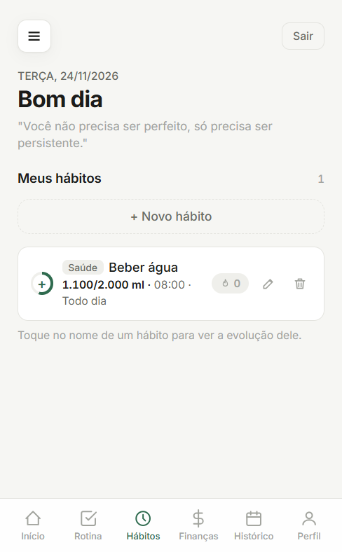 Sair
TERÇA, 24/11/2026
Bom dia
"Você não precisa ser perfeito, só precisa ser
persistente."
Meus hábitos 1
+ Novo hábito
+ Saúde Beber água
1.100/2.000 ml · 08:00 · 0
Todo dia
Toque no nome de um hábito para ver a evolução dele.
Início Rotina Hábitos Finanças Histórico Perfil